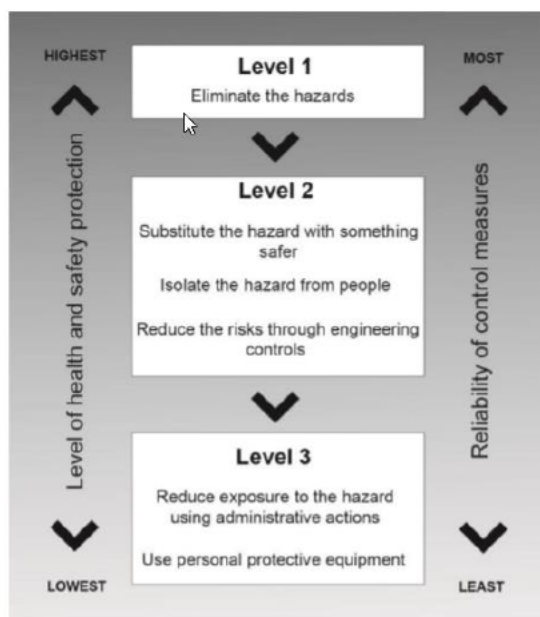 HIGHEST
MOST
Level 1
Eliminate the hazards
Level of health and safety protection
Reliability of control measures
Level 2
Substitute the hazard with something
safer
Isolate the hazard from people
Reduce the risks through engineering
controls
Level 3
Reduce exposure to the hazard
using administrative actions
Use personal protective equipment
LOWEST
LEAST